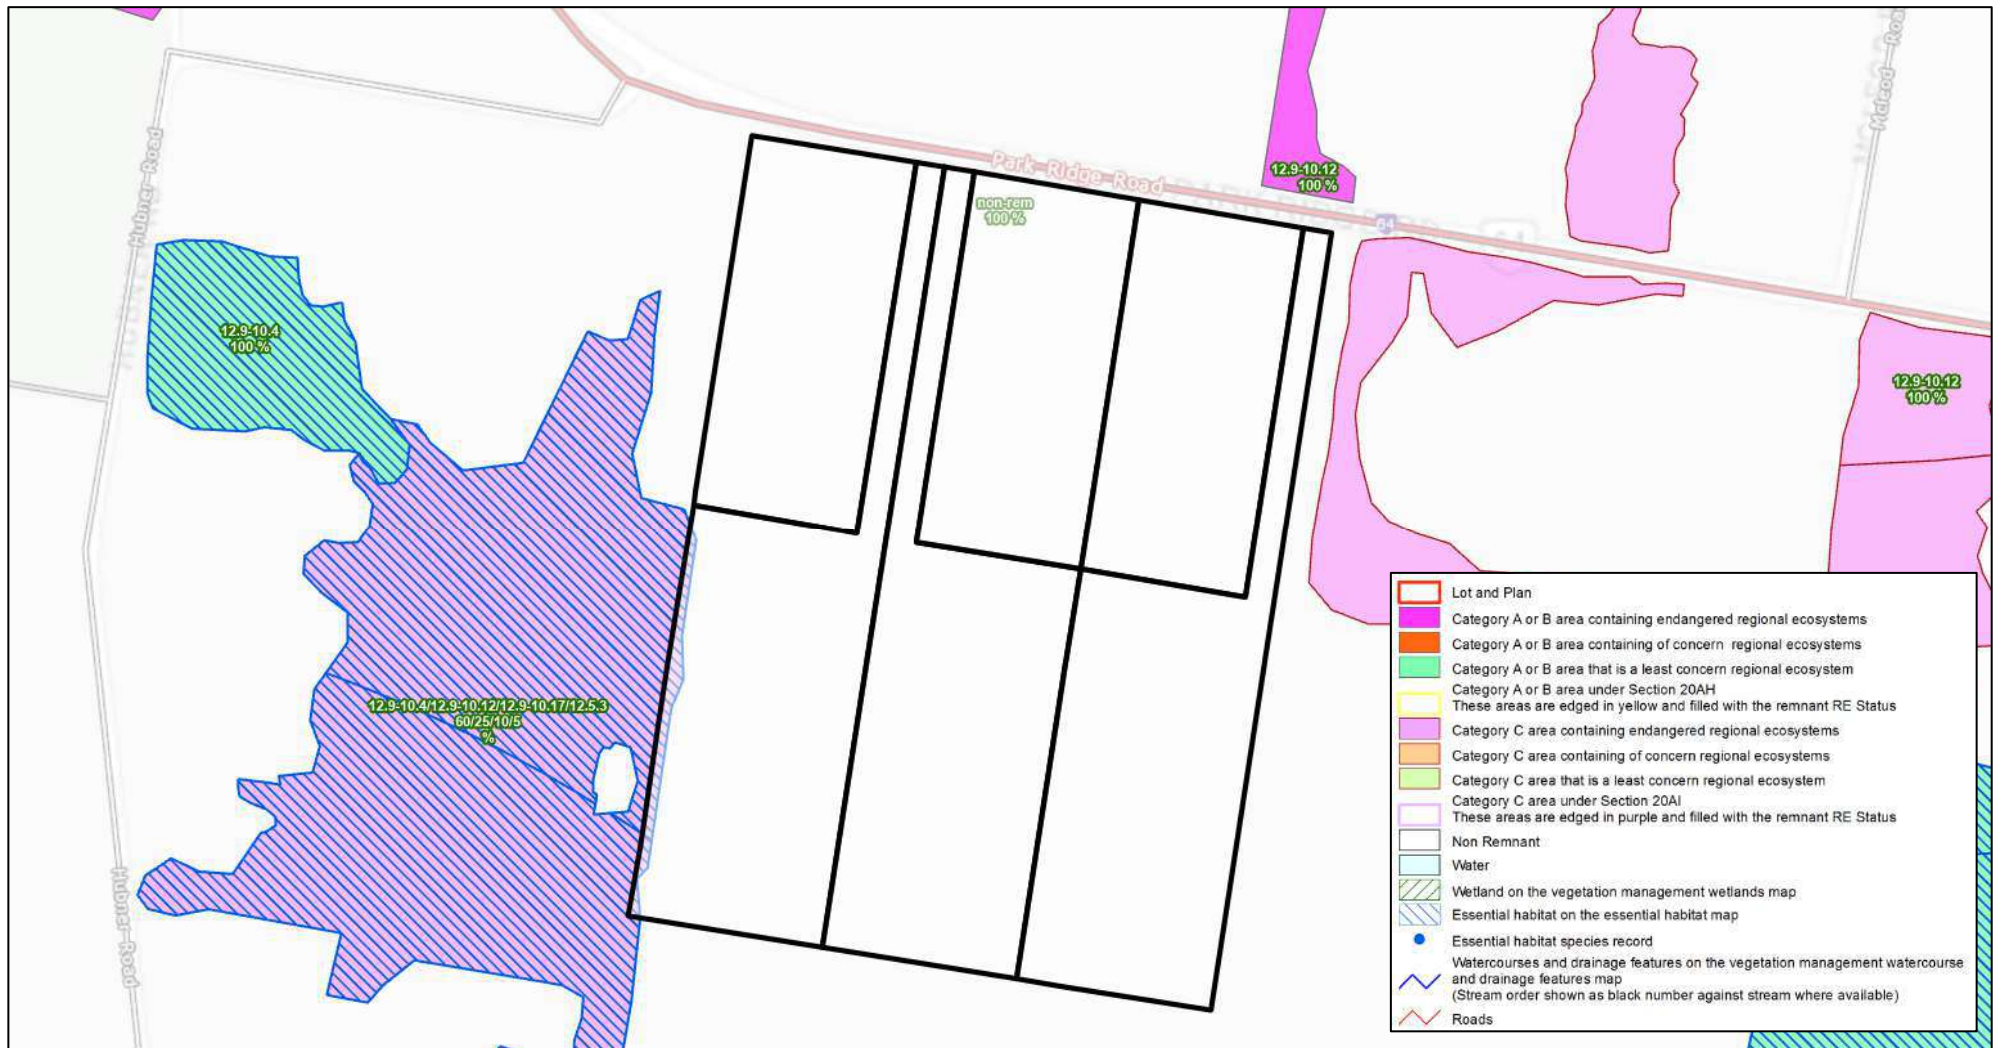 Hubner Road
Park Ridge Road
Mcleod Road
12.9-10.12
100 %
64
non-rem
100 %
12.9-10.4
100 %
12.9-10.12
100 %
12.9-10.4/12.9-10.12/12.9-10.17/12.5.3
60/25/10/5
%
Hubner Road
Lot and Plan
Category A or B area containing endangered regional ecosystems
Category A or B area containing of concern regional ecosystems
Category A or B area that is a least concern regional ecosystem
Category A or B area under Section 20AH
These areas are edged in yellow and filled with the remnant RE Status
Category C area containing endangered regional ecosystems
Category C area containing of concern regional ecosystems
Category C area that is a least concern regional ecosystem
Category C area under Section 20AI
These areas are edged in purple and filled with the remnant RE Status
Non Remnant
Water
Wetland on the vegetation management wetlands map
Essential habitat on the essential habitat map
Essential habitat species record
Watercourses and drainage features on the vegetation management watercourse
and drainage features map
(Stream order shown as black number against stream where available)
Roads